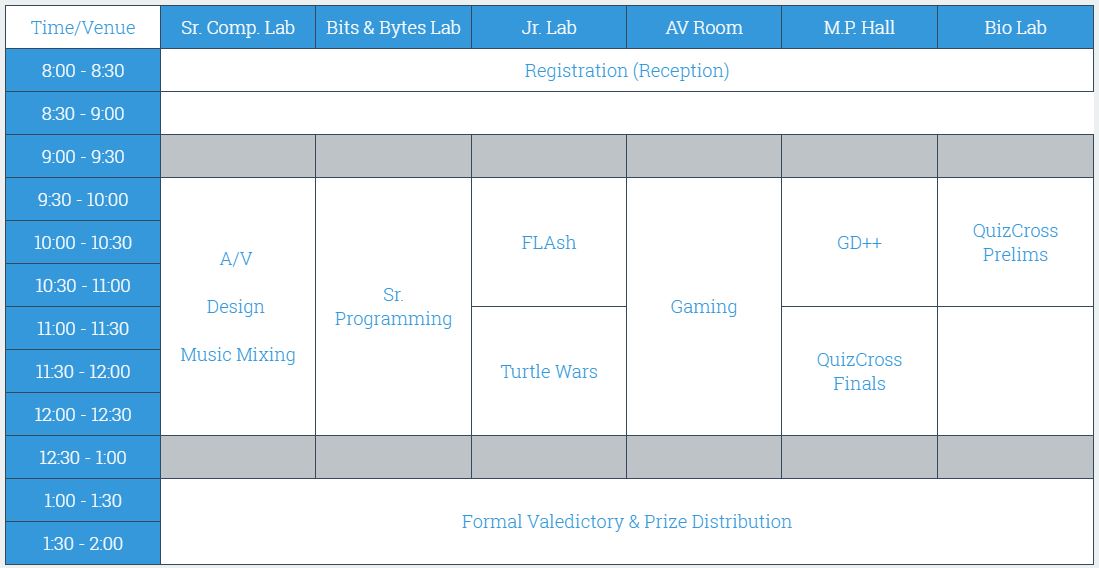 Time/Venue Sr. Comp. Lab Bits & Bytes Lab Jr. Lab AV Room M.P. Hall Bio Lab
8:00 - 8:30 Registration (Reception)
8:30 - 9:00
9:00 - 9:30
9:30 - 10:00
10:00 - 10:30
10:30 - 11:00
11:00 - 11:30
11:30 - 12:00
12:00 - 12:30
A/V
Design
Music Mixing
Sr.
Programming
FLAsh
Turtle Wars
Gaming
GD++
QuizCross
Finals
QuizCross
Prelims
12:30 - 1:00
1:00 - 1:30
1:30 - 2:00
Formal Valedictory & Prize Distribution